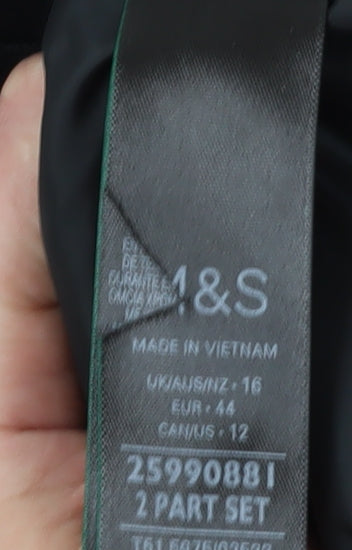 M&S
MADE IN VIETNAM
UK/AUS/NZ · 16
EUR · 44
CAN/US · 12
25990881
2 PART SET